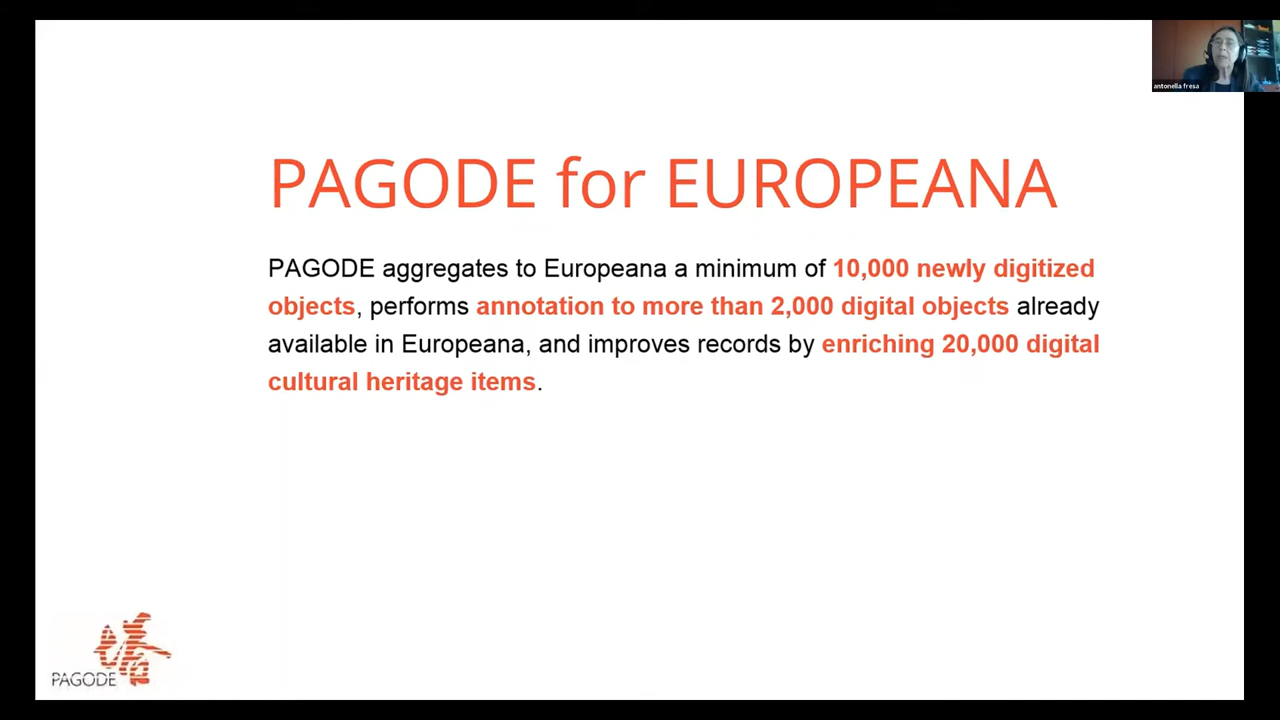 antonella fresa
PAGODE for EUROPEANA
PAGODE aggregates to Europeana a minimum of 10,000 newly digitized
objects, performs annotation to more than 2,000 digital objects already
available in Europeana, and improves records by enriching 20,000 digital
cultural heritage items.
PAGODE